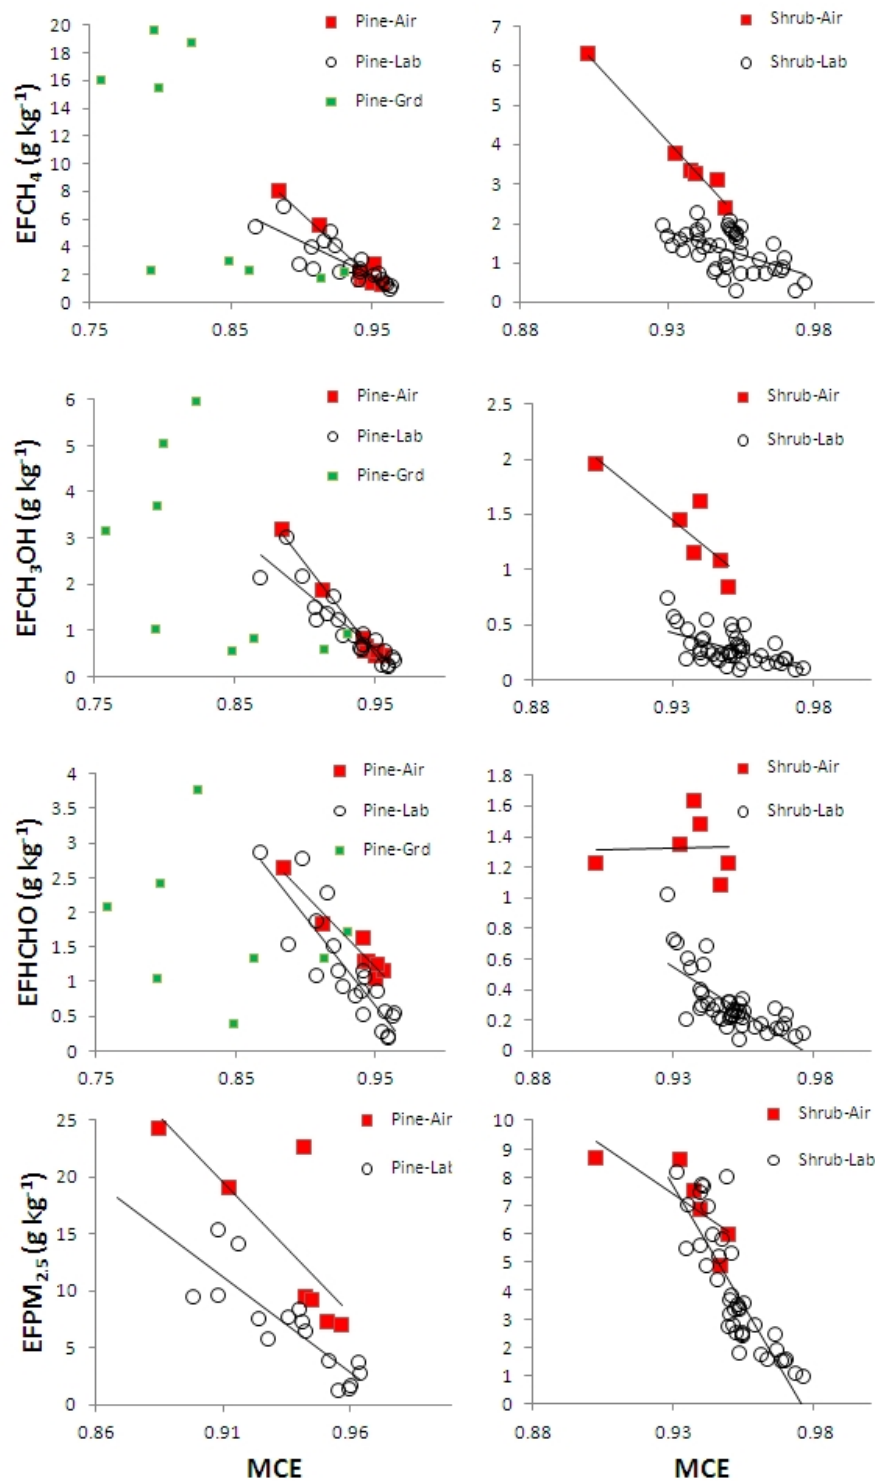 Pine-Air
Pine-Lab
Pine-Grd
EFCH4 (g kg-1)
20
18
16
14
12
10
8
6
4
2
0
0.75 0.85 0.95
Shrub-Air
Shrub-Lab
7
6
5
4
3
2
1
0
0.88 0.93 0.98
Pine-Air
Pine-Lab
Pine-Grd
EFCH3OH (g kg-1)
6
5
4
3
2
1
0
0.75 0.85 0.95
Shrub-Air
Shrub-Lab
2.5
2
1.5
1
0.5
0
0.88 0.93 0.98
Pine-Air
Pine-Lab
Pine-Grd
EFHCHO (g kg-1)
4
3.5
3
2.5
2
1.5
1
0.5
0
0.75 0.85 0.95
Shrub-Air
Shrub-Lab
1.8
1.6
1.4
1.2
1
0.8
0.6
0.4
0.2
0
0.88 0.93 0.98
Pine-Air
Pine-Lab
EFPM2.5 (g kg-1)
25
20
15
10
5
0
0.86 0.91 0.96
MCE
Shrub-Air
Shrub-Lab
10
9
8
7
6
5
4
3
2
1
0
0.88 0.93 0.98
MCE